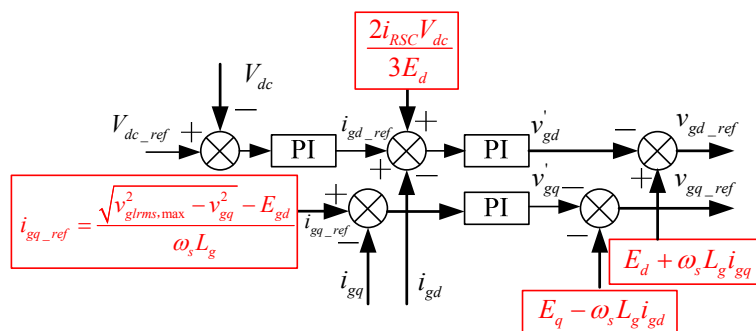 2i_{RSC}V_{dc} / 3E_d
V_{dc}
−
+
V_{dc_ref}
+
PI
i_{gd_ref}
+
−
PI
v'_{gd}
−
+
v_{gd_ref}
i_{gq_ref} = (√(v²_{glrms,max} − v²_{gq}) − E_{gd}) / (ω_s L_g)
+
i_{gq_ref}
−
PI
v'_{gq}
−
−
v_{gq_ref}
i_{gq}
i_{gd}
E_d + ω_s L_g i_{gq}
E_q − ω_s L_g i_{gd}